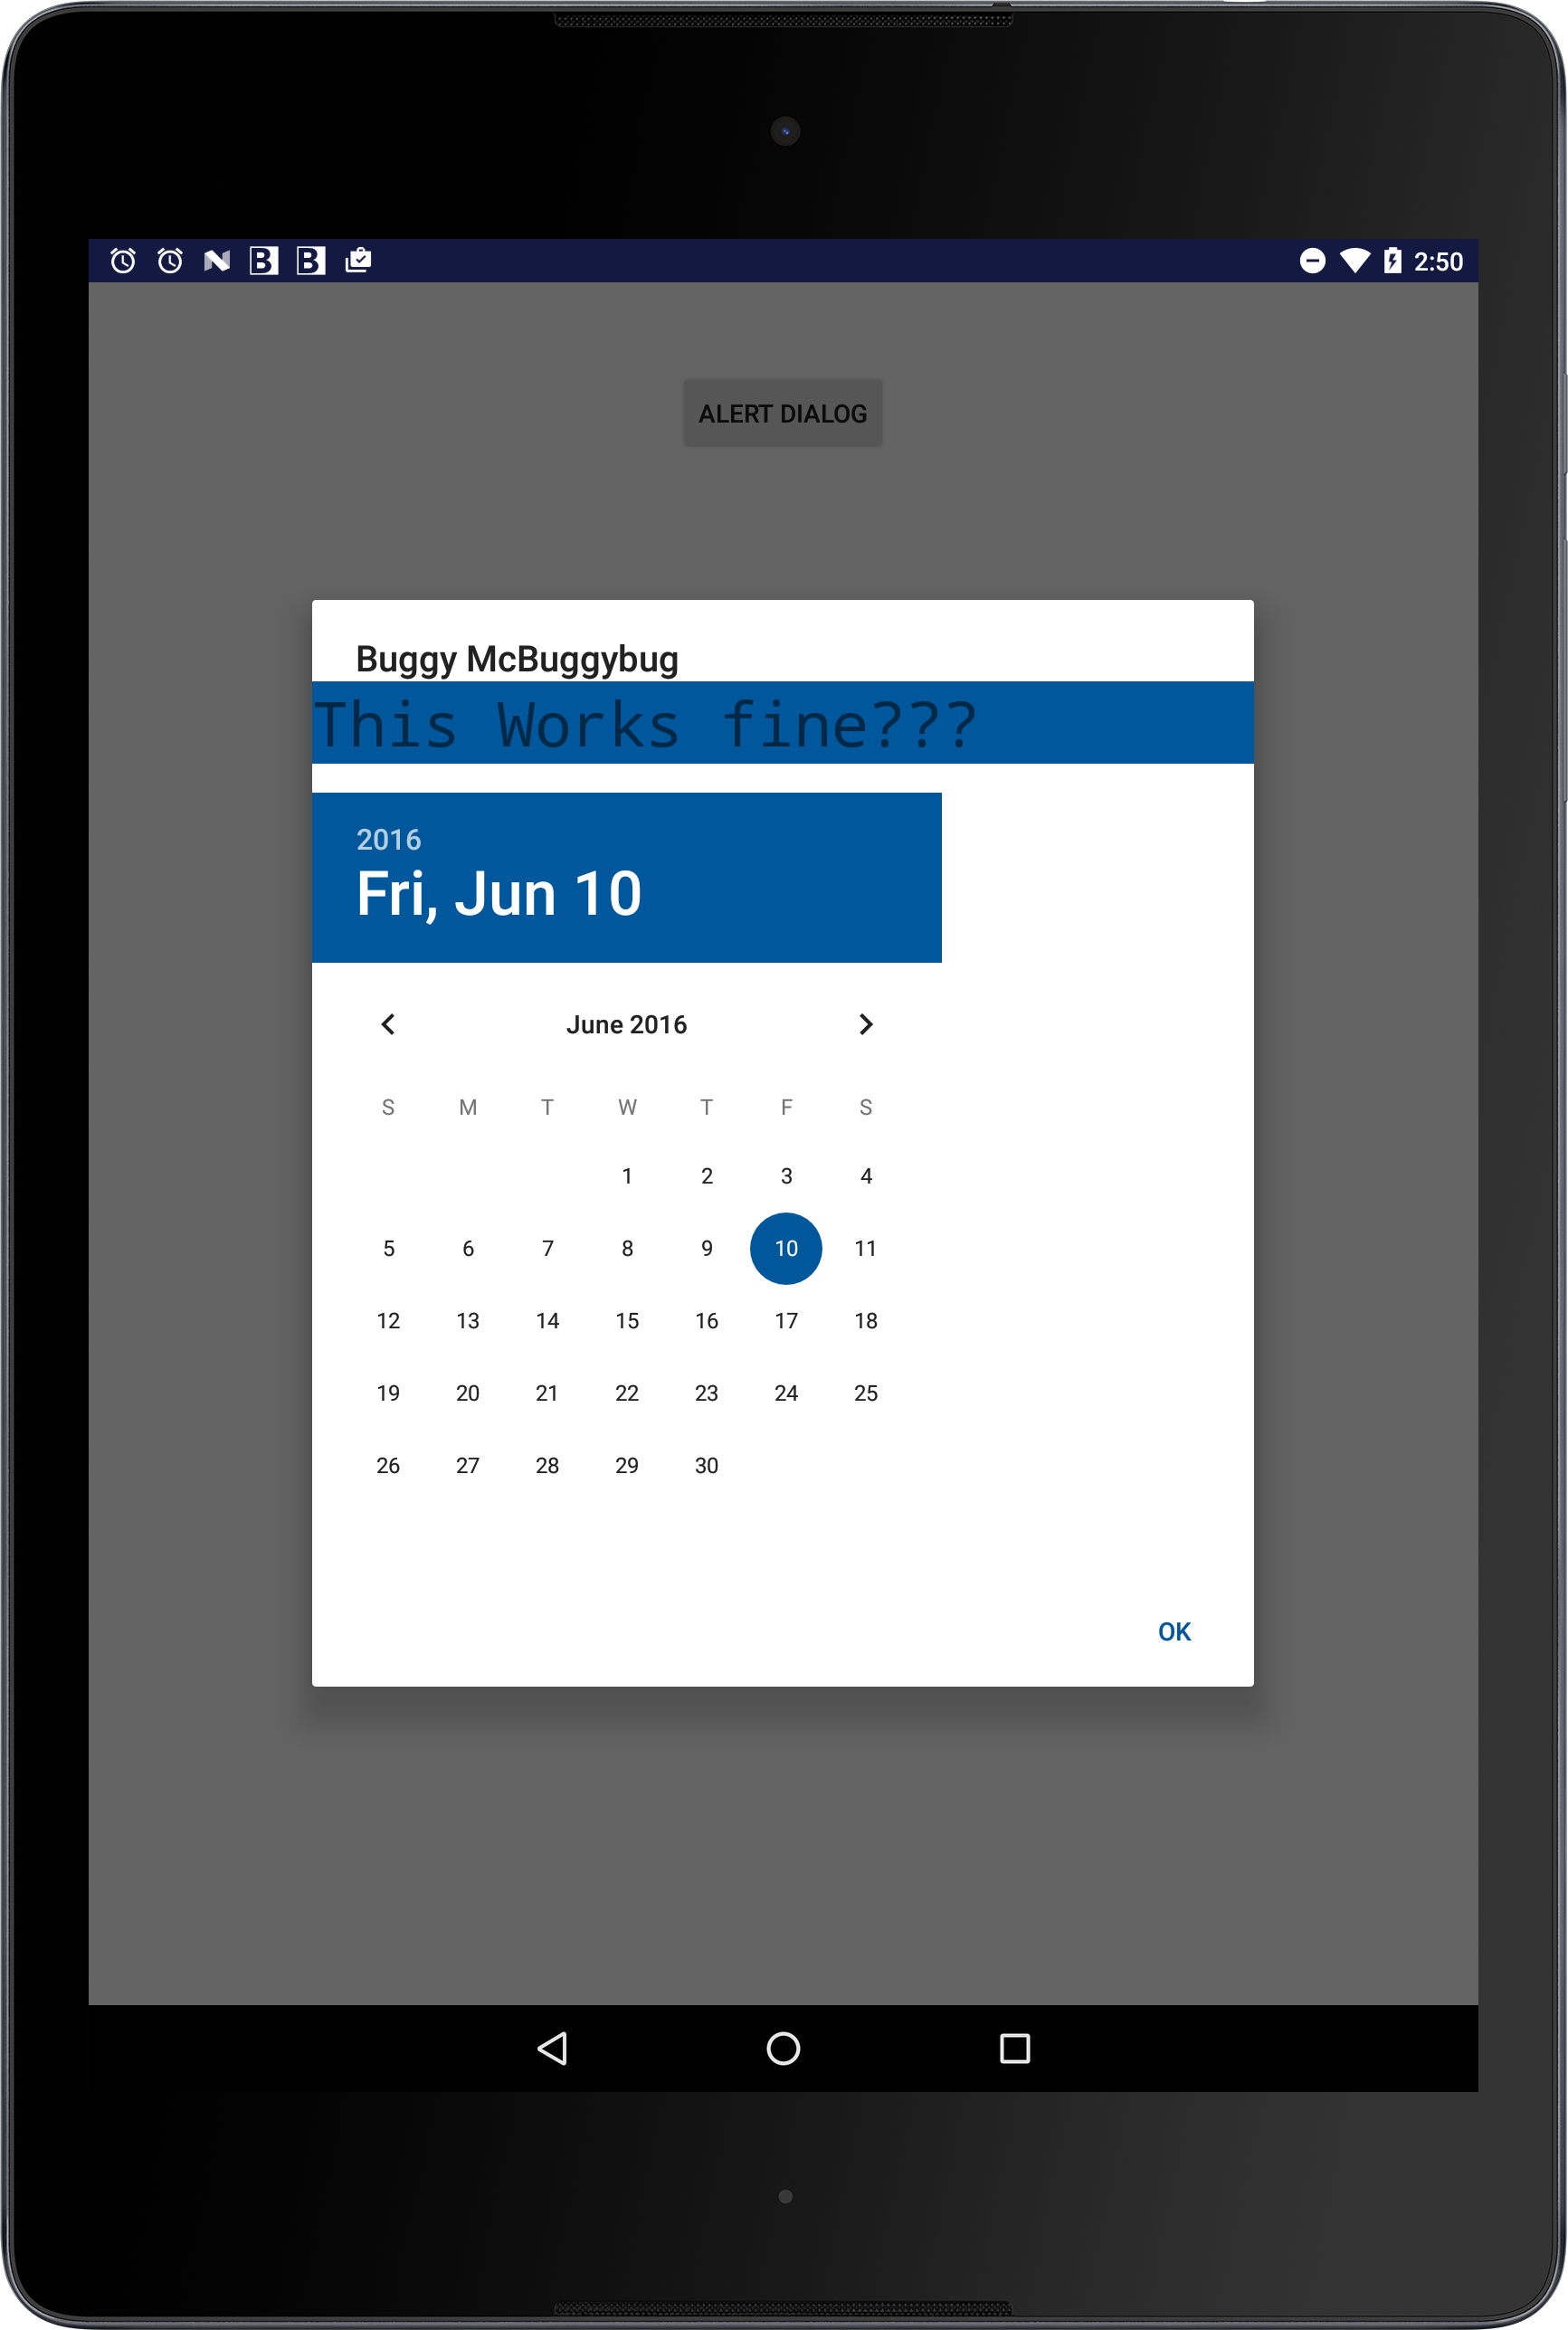 2:50
ALERT DIALOG
Buggy McBuggybug
This Works fine???
2016
Fri, Jun 10
June 2016
S M T W T F S
1 2 3 4
5 6 7 8 9 10 11
12 13 14 15 16 17 18
19 20 21 22 23 24 25
26 27 28 29 30
OK